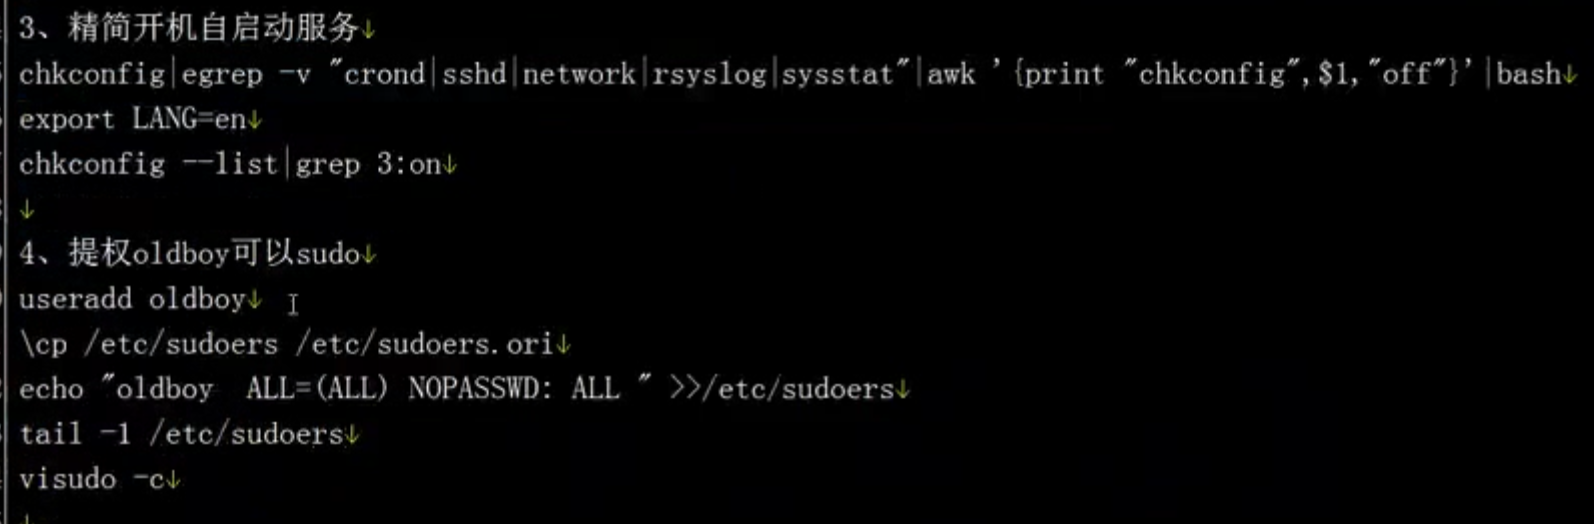 3、精简开机自启动服务↓
chkconfig|egrep -v "crond|sshd|network|rsyslog|sysstat"|awk '{print "chkconfig",$1,"off"}' |bash↓
export LANG=en↓
chkconfig --list|grep 3:on↓
↓
4、提权oldboy可以sudo↓
useradd oldboy↓
\cp /etc/sudoers /etc/sudoers.ori↓
echo "oldboy  ALL=(ALL) NOPASSWD: ALL " >>/etc/sudoers↓
tail -1 /etc/sudoers↓
visudo -c↓
↓